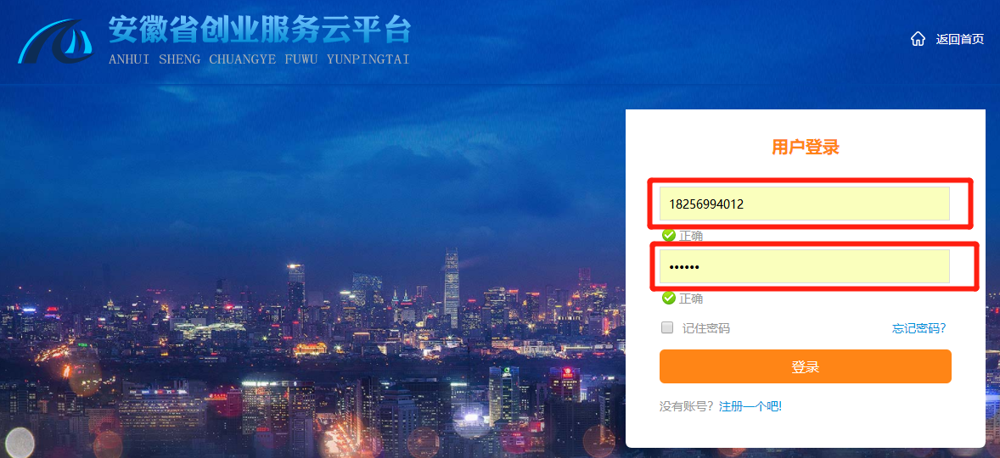 安徽省创业服务云平台
ANHUI SHENG CHUANGYE FUWU YUNPINGTAI
返回首页
用户登录
18256994012
正确
••••••
正确
记住密码 忘记密码?
登录
没有账号? 注册一个吧!